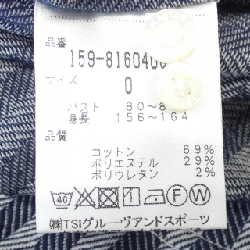 品番
159-8160400
サイズ
0
バスト 80~8
身長 156~164
品質
コットン 69%
ポリエステル 29%
ポリウレタン 2%
40 F W
㈱TSIグルーヴアンドスポーツ